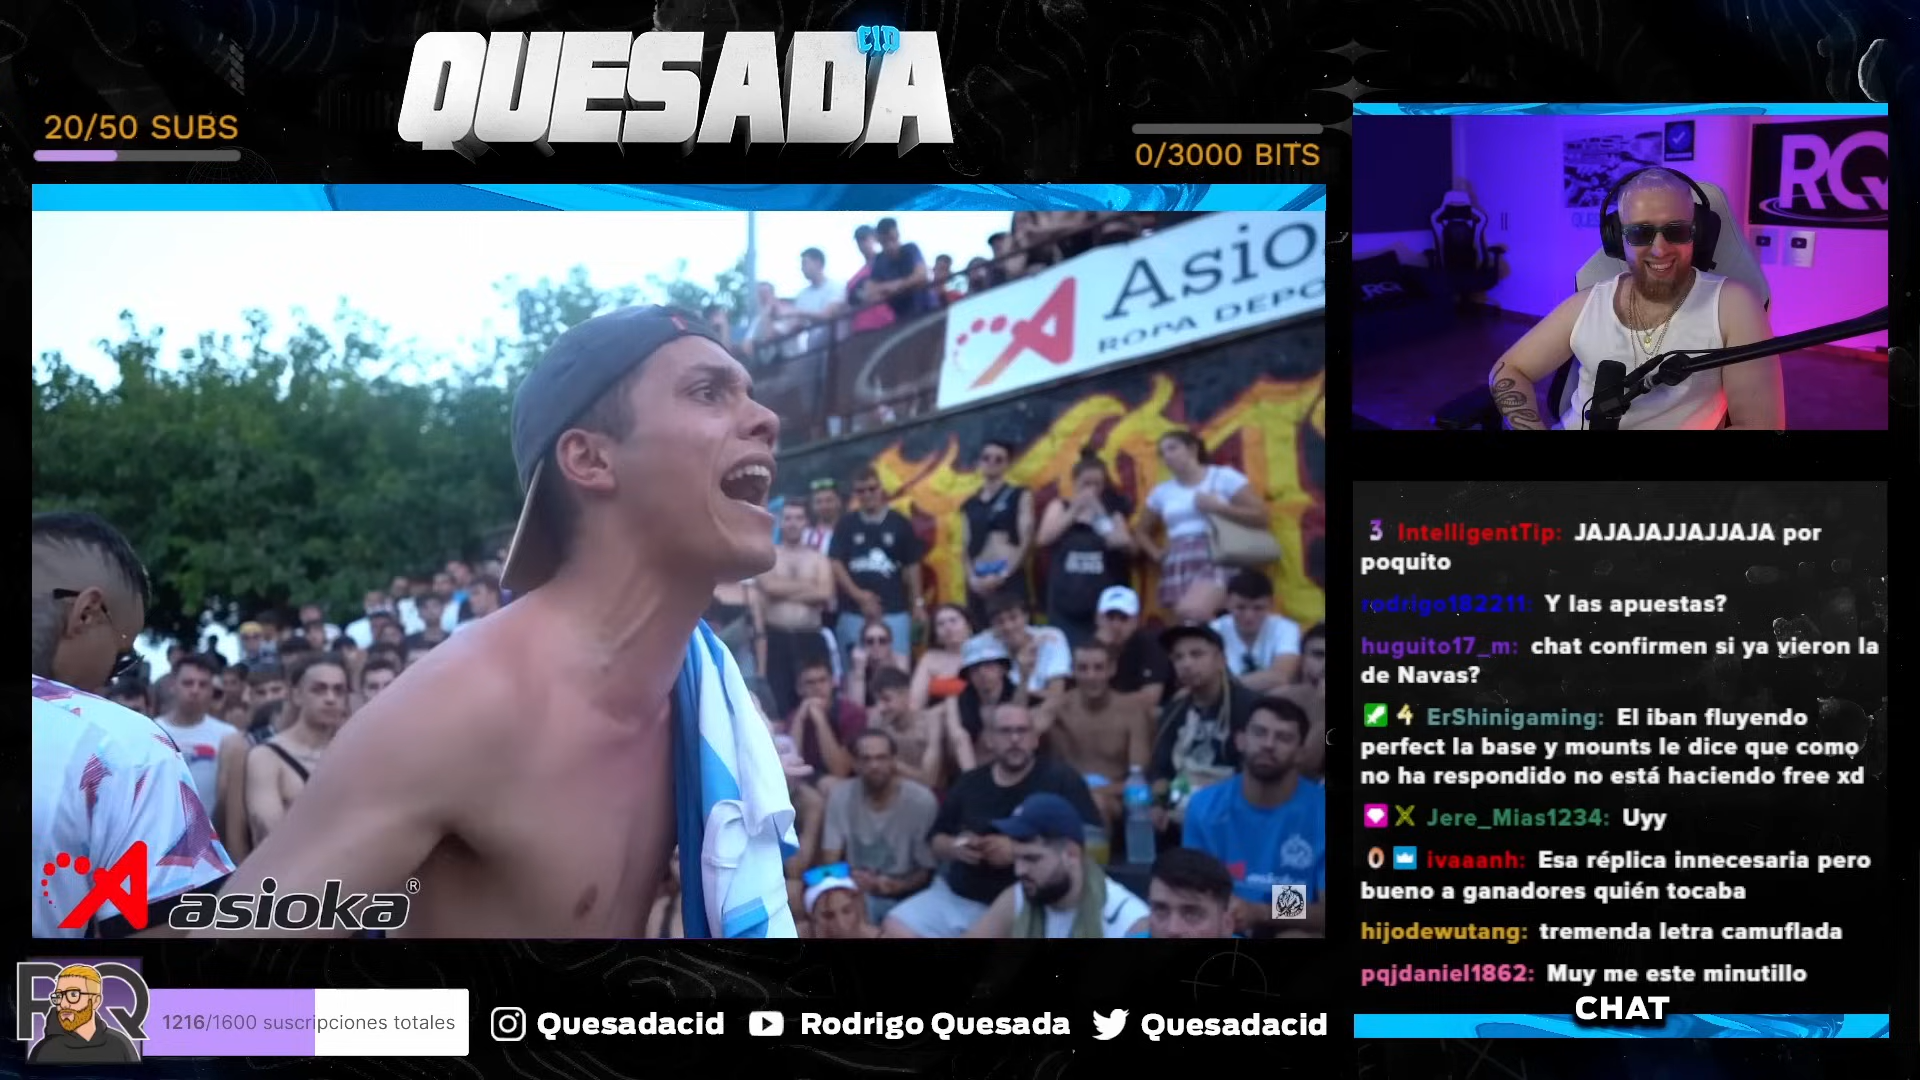 QUESADA
CID
20/50 SUBS
0/3000 BITS
Asio
ROPA DEPO
asioka®
RQ
3 IntelligentTip: JAJAJAJJAJJAJA por
poquito
rodrigo182211: Y las apuestas?
huguito17_m: chat confirmen si ya vieron la
de Navas?
4 ErShinigaming: El iban fluyendo
perfect la base y mounts le dice que como
no ha respondido no está haciendo free xd
Jere_Mias1234: Uyy
0 ivaaanh: Esa réplica innecesaria pero
bueno a ganadores quién tocaba
hijodewutang: tremenda letra camuflada
pqjdaniel1862: Muy me este minutillo
CHAT
RQ
1216/1600 suscripciones totales
Quesadacid
Rodrigo Quesada
Quesadacid